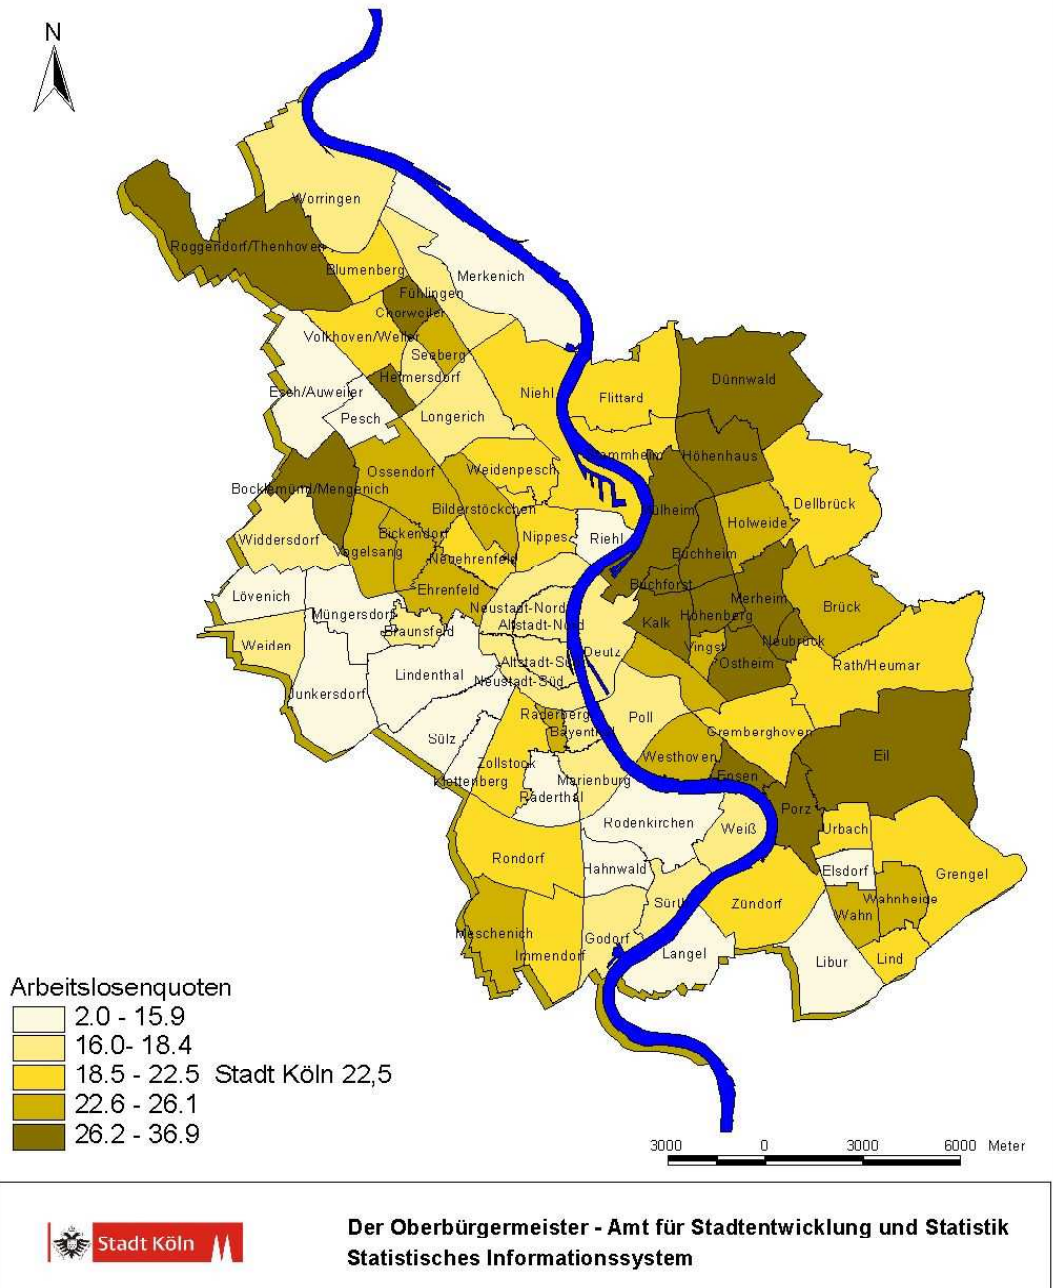 N
Worringen
Roggendorf/Thenhoven
Blumenberg
Merkenich
Fühlingen
Chorweiler
Volkhoven/Weiler
Seeberg
Heimersdorf
Esch/Auweiler
Pesch
Longerich
Niehl
Flittard
Dünnwald
Höhenhaus
Stammheim
Ossendorf
Weidenpesch
Bocklemünd/Mengenich
Bilderstöckchen
Mülheim
Holweide
Dellbrück
Widdersdorf
Vogelsang
Bickendorf
Neuehrenfeld
Nippes
Riehl
Buchheim
Buchforst
Ehrenfeld
Lövenich
Müngersdorf
Neustadt-Nord
Altstadt-Nord
Kalk
Höhenberg
Merheim
Brück
Braunsfeld
Weiden
Deutz
Vingst
Neubrück
Ostheim
Rath/Heumar
Altstadt-Süd
Neustadt-Süd
Lindenthal
Junkersdorf
Raderberg
Bayenthal
Poll
Gremberghoven
Sülz
Zollstock
Klettenberg
Westhoven
Eil
Marienburg
Ensen
Raderthal
Porz
Rodenkirchen
Weiß
Urbach
Rondorf
Hahnwald
Elsdorf
Grengel
Sürth
Zündorf
Wahn
Wahnheide
Meschenich
Immendorf
Godorf
Langel
Libur
Lind
Arbeitslosenquoten
2.0 - 15.9
16.0- 18.4
18.5 - 22.5 Stadt Köln 22,5
22.6 - 26.1
26.2 - 36.9
3000 0 3000 6000 Meter
Stadt Köln
Der Oberbürgermeister - Amt für Stadtentwicklung und Statistik
Statistisches Informationssystem